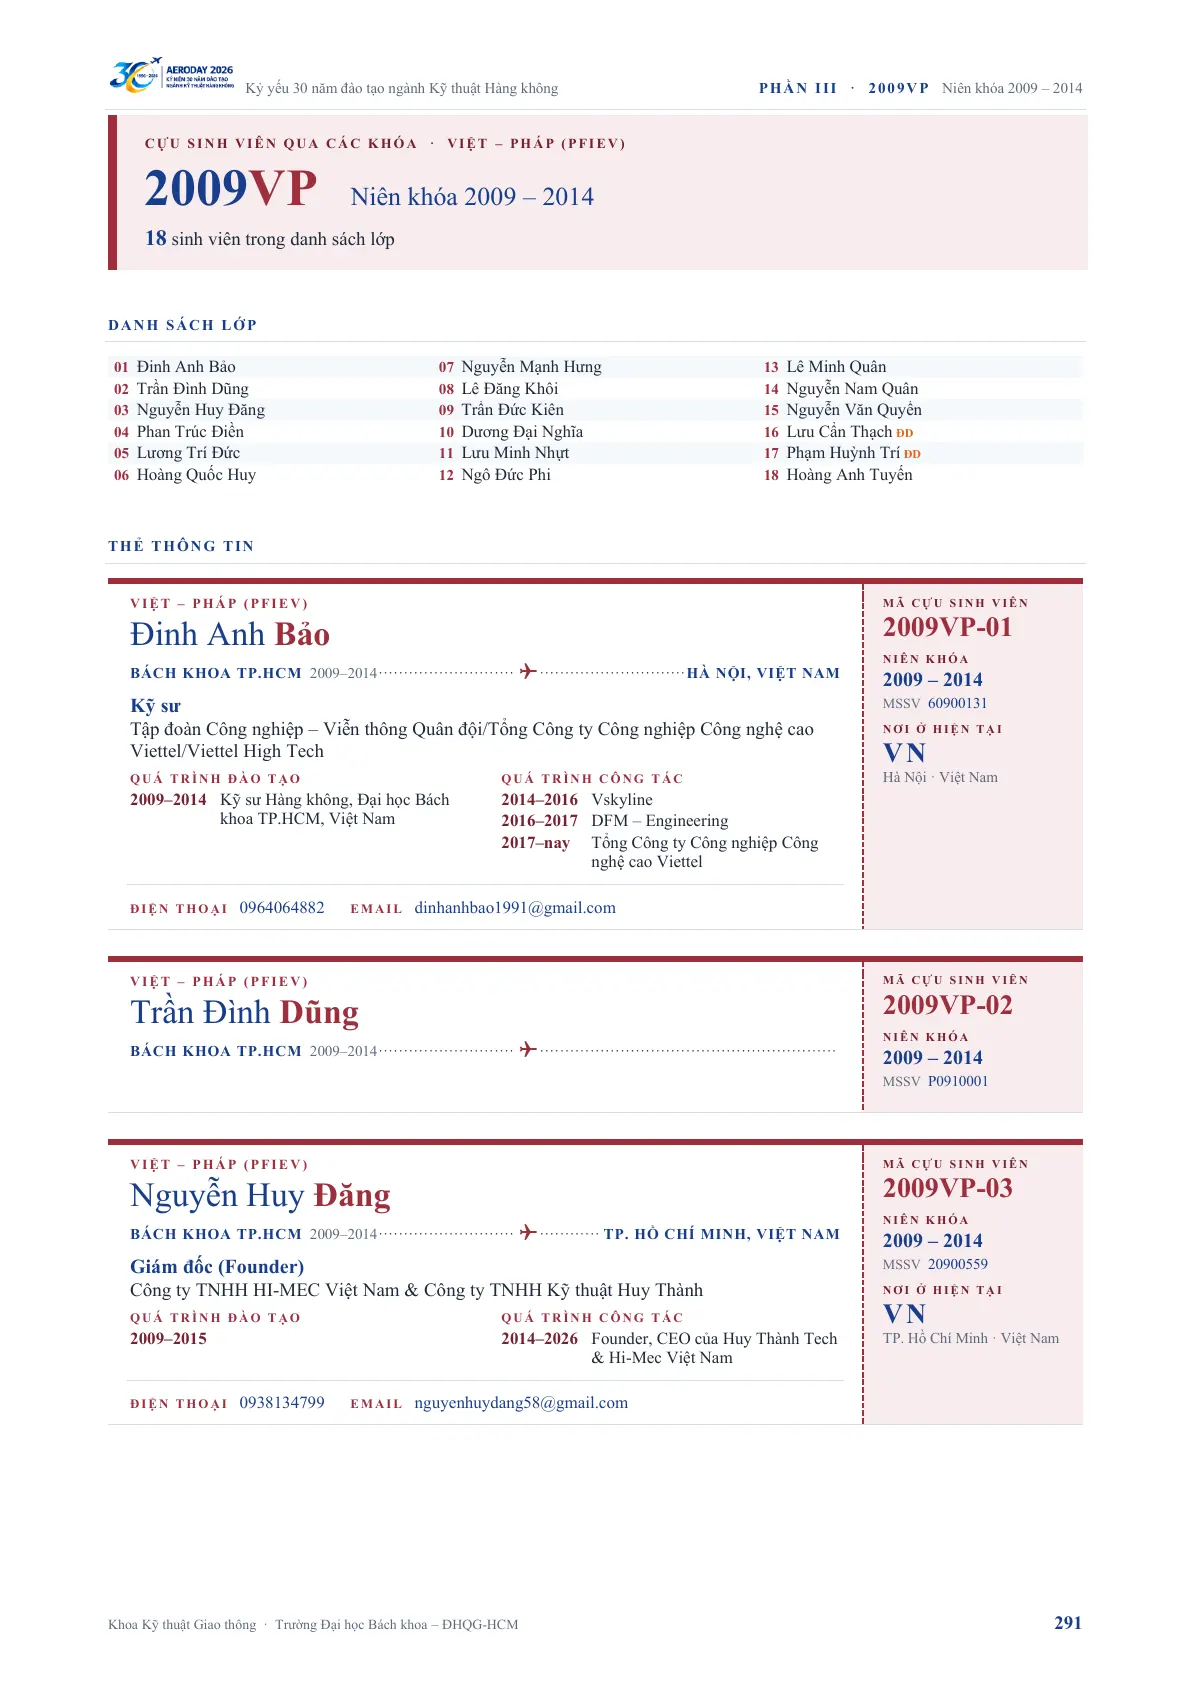 AERODAY 2026
1996 - 2026
KỶ NIỆM 30 NĂM ĐÀO TẠO
NGÀNH KỸ THUẬT HÀNG KHÔNG
Kỷ yếu 30 năm đào tạo ngành Kỹ thuật Hàng không
PHẦN III · 2009VP Niên khóa 2009 – 2014
CỰU SINH VIÊN QUA CÁC KHÓA · VIỆT – PHÁP (PFIEV)
2009VP Niên khóa 2009 – 2014
18 sinh viên trong danh sách lớp
DANH SÁCH LỚP
01 Đinh Anh Bảo
02 Trần Đình Dũng
03 Nguyễn Huy Đăng
04 Phan Trúc Điền
05 Lương Trí Đức
06 Hoàng Quốc Huy
07 Nguyễn Mạnh Hưng
08 Lê Đăng Khôi
09 Trần Đức Kiên
10 Dương Đại Nghĩa
11 Lưu Minh Nhựt
12 Ngô Đức Phi
13 Lê Minh Quân
14 Nguyễn Nam Quân
15 Nguyễn Văn Quyền
16 Lưu Cẩn Thạch ĐD
17 Phạm Huỳnh Trí ĐD
18 Hoàng Anh Tuyến
THẺ THÔNG TIN
VIỆT – PHÁP (PFIEV)
Đinh Anh Bảo
BÁCH KHOA TP.HCM 2009–2014 HÀ NỘI, VIỆT NAM
Kỹ sư
Tập đoàn Công nghiệp – Viễn thông Quân đội/Tổng Công ty Công nghiệp Công nghệ cao
Viettel/Viettel High Tech
QUÁ TRÌNH ĐÀO TẠO
2009–2014 Kỹ sư Hàng không, Đại học Bách
khoa TP.HCM, Việt Nam
QUÁ TRÌNH CÔNG TÁC
2014–2016 Vskyline
2016–2017 DFM – Engineering
2017–nay Tổng Công ty Công nghiệp Công
nghệ cao Viettel
ĐIỆN THOẠI 0964064882 EMAIL dinhanhbao1991@gmail.com
MÃ CỰU SINH VIÊN
2009VP-01
NIÊN KHÓA
2009 – 2014
MSSV 60900131
NƠI Ở HIỆN TẠI
VN
Hà Nội · Việt Nam
VIỆT – PHÁP (PFIEV)
Trần Đình Dũng
BÁCH KHOA TP.HCM 2009–2014
MÃ CỰU SINH VIÊN
2009VP-02
NIÊN KHÓA
2009 – 2014
MSSV P0910001
VIỆT – PHÁP (PFIEV)
Nguyễn Huy Đăng
BÁCH KHOA TP.HCM 2009–2014 TP. HỒ CHÍ MINH, VIỆT NAM
Giám đốc (Founder)
Công ty TNHH HI-MEC Việt Nam & Công ty TNHH Kỹ thuật Huy Thành
QUÁ TRÌNH ĐÀO TẠO
2009–2015
QUÁ TRÌNH CÔNG TÁC
2014–2026 Founder, CEO của Huy Thành Tech
& Hi-Mec Việt Nam
ĐIỆN THOẠI 0938134799 EMAIL nguyenhuydang58@gmail.com
MÃ CỰU SINH VIÊN
2009VP-03
NIÊN KHÓA
2009 – 2014
MSSV 20900559
NƠI Ở HIỆN TẠI
VN
TP. Hồ Chí Minh · Việt Nam
Khoa Kỹ thuật Giao thông · Trường Đại học Bách khoa – ĐHQG-HCM
291